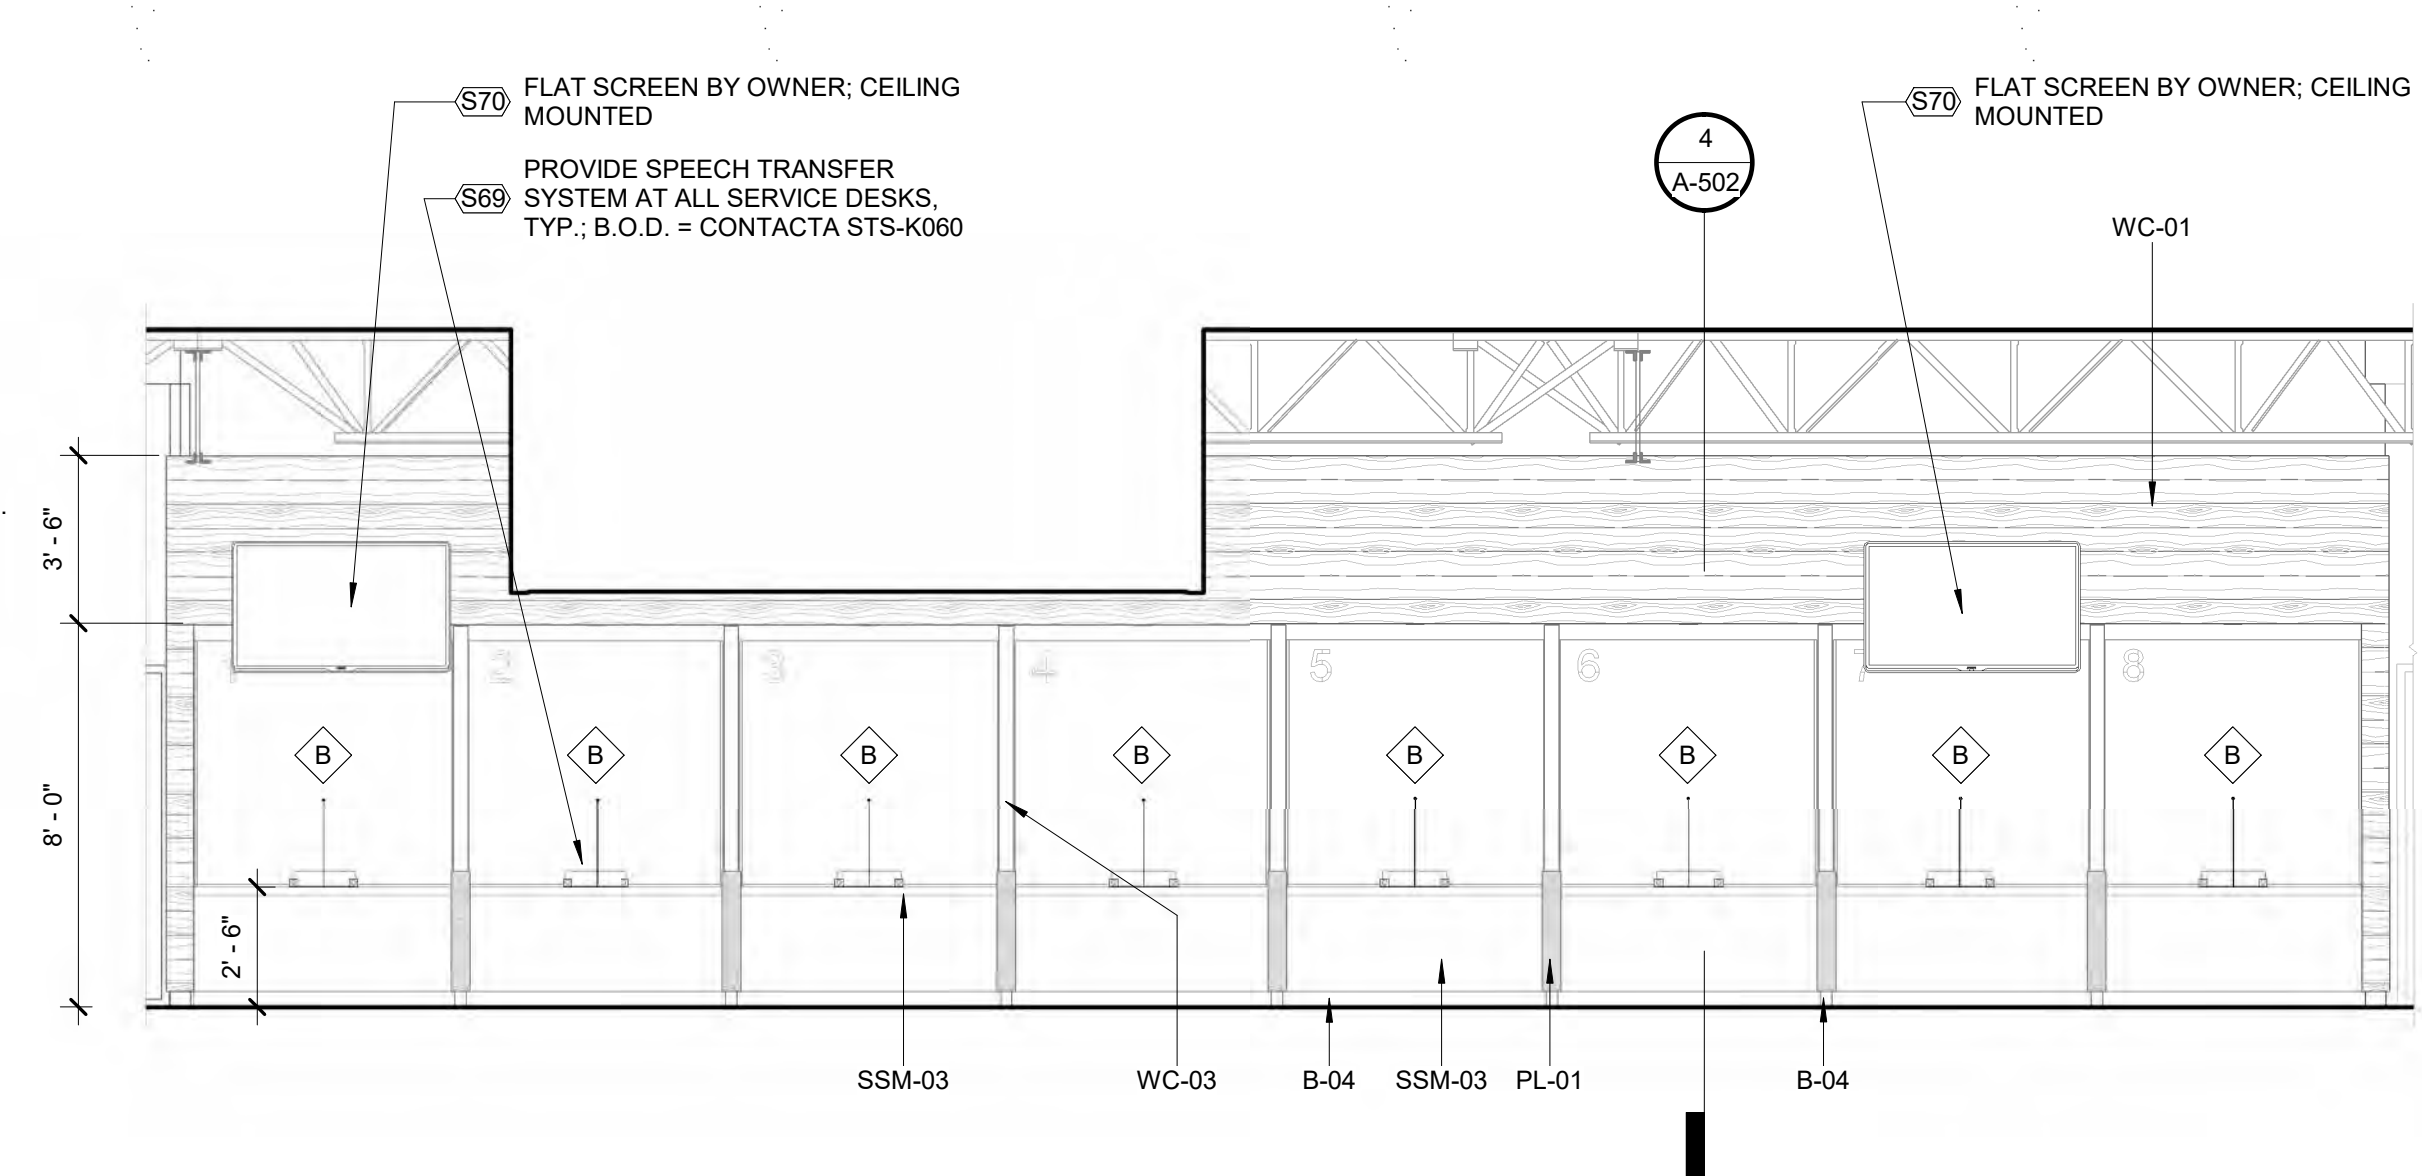 S70 FLAT SCREEN BY OWNER; CEILING
MOUNTED
S70 FLAT SCREEN BY OWNER; CEILING
MOUNTED
S69 PROVIDE SPEECH TRANSFER
SYSTEM AT ALL SERVICE DESKS,
TYP.; B.O.D. = CONTACTA STS-K060
4
A-502
WC-01
3' - 6"
8' - 0"
2' - 6"
2
3
4
5
6
7
8
B
B
B
B
B
B
B
B
SSM-03
WC-03
B-04
SSM-03
PL-01
B-04